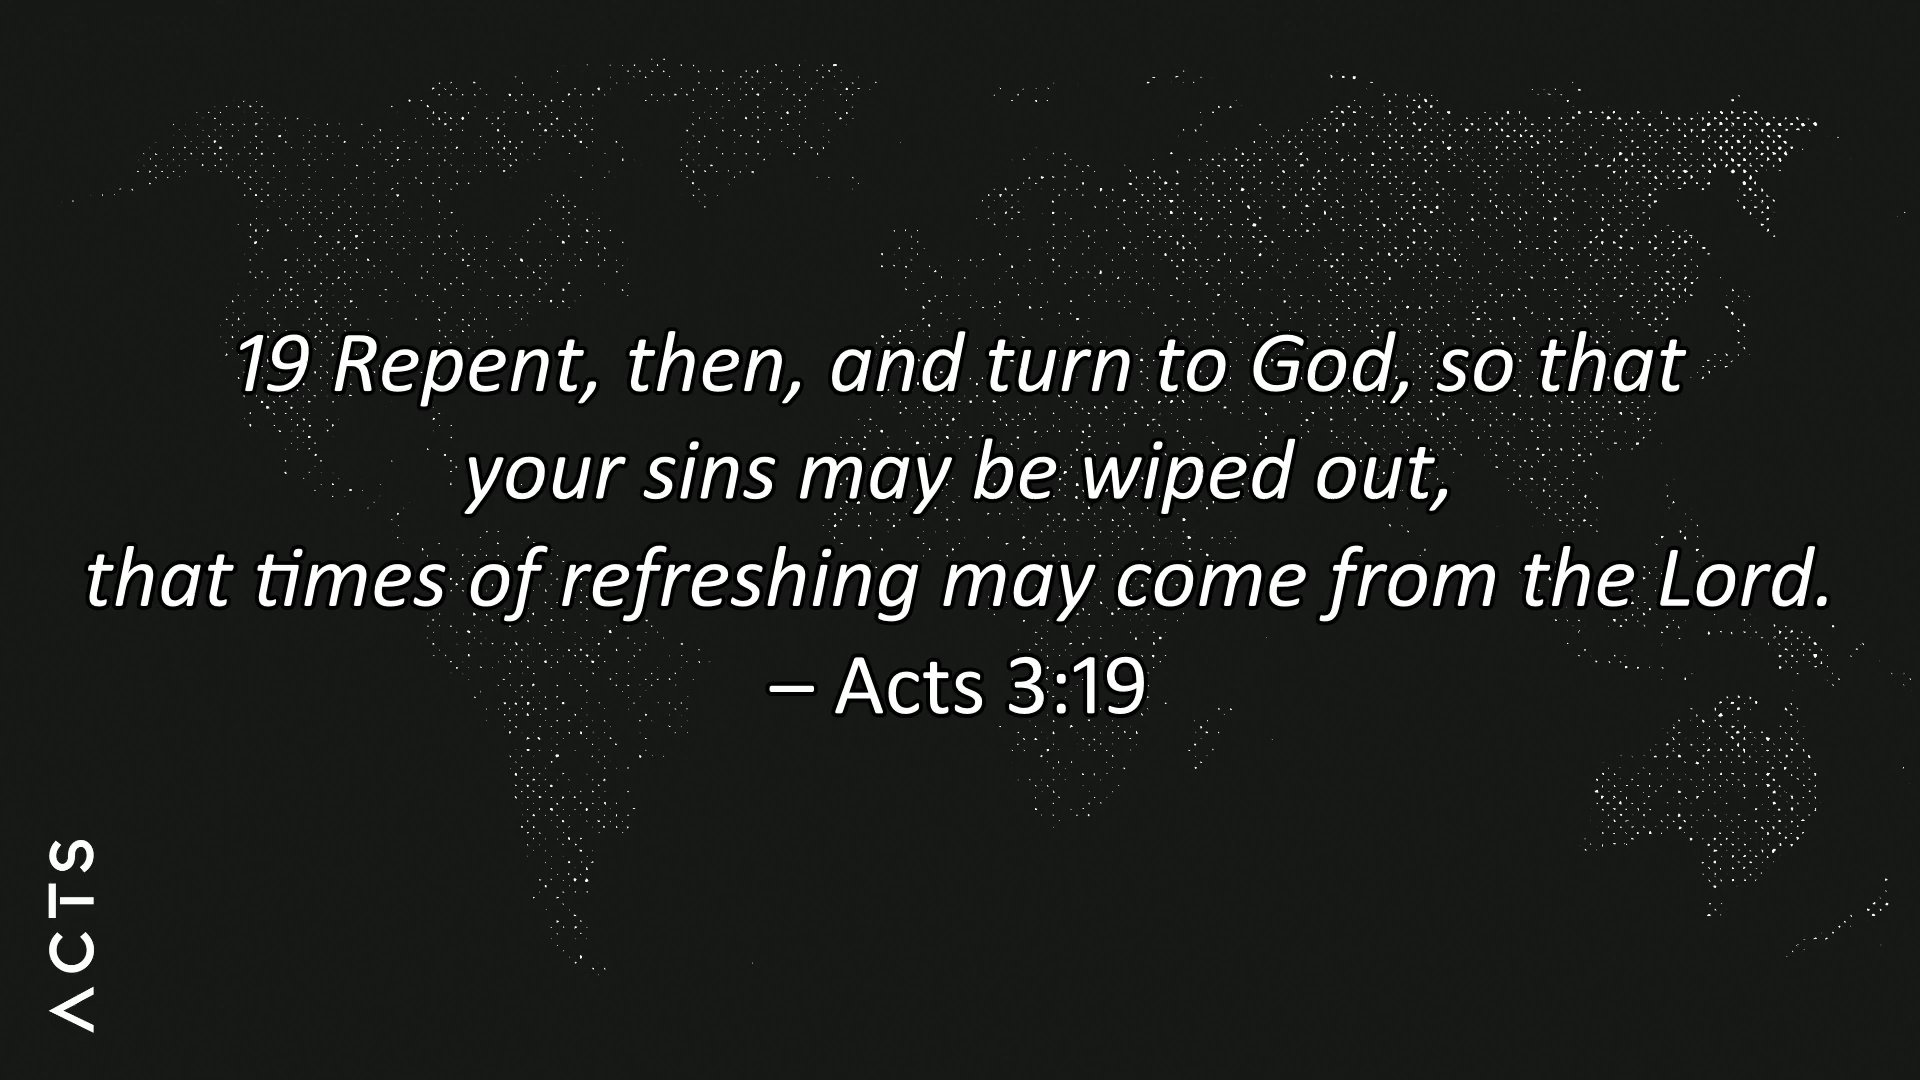 19 Repent, then, and turn to God, so that
your sins may be wiped out,
that times of refreshing may come from the Lord.
– Acts 3:19
ACTS